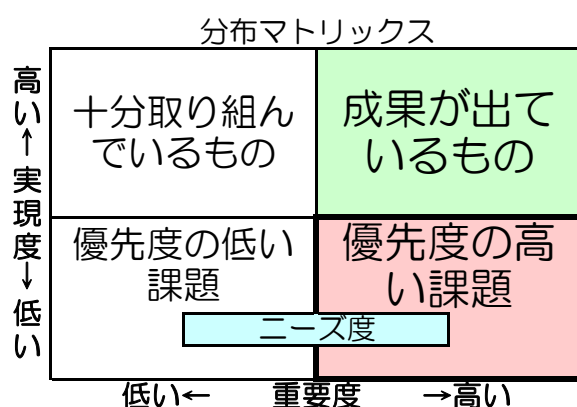 分布マトリックス
高い←実現度→低い
十分取り組ん
でいるもの
成果が出て
いるもの
優先度の低い
課題
優先度の高
い課題
ニーズ度
低い← 重要度 →高い